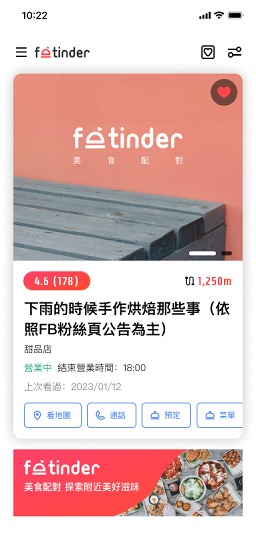 10:22
fatinder
fatinder
美食配對
4.6 (178)
1,250m
下雨的時候手作烘焙那些事（依
照FB粉絲頁公告為主）
甜品店
營業中 結束營業時間：18:00
上次看過：2023/01/12
看地圖 通話 預定 菜單
fatinder
美食配對 探索附近美好滋味